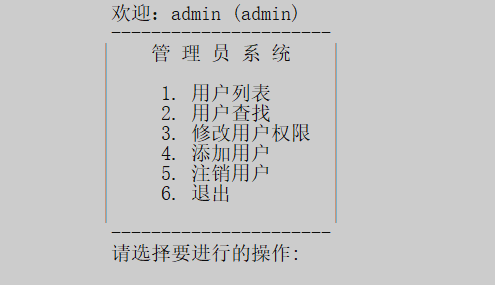 欢迎: admin (admin)
----------------------
管 理 员 系 统
1. 用户列表
2. 用户查找
3. 修改用户权限
4. 添加用户
5. 注销用户
6. 退出
----------------------
请选择要进行的操作: